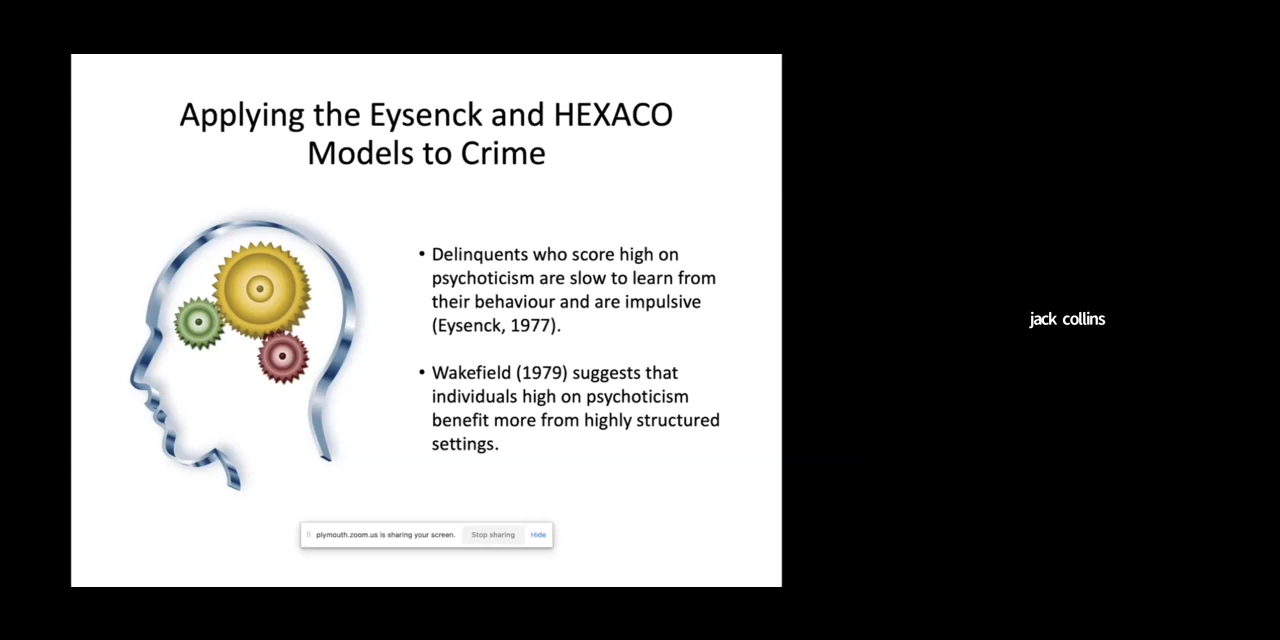 Applying the Eysenck and HEXACO
Models to Crime
• Delinquents who score high on
psychoticism are slow to learn from
their behaviour and are impulsive
(Eysenck, 1977).
• Wakefield (1979) suggests that
individuals high on psychoticism
benefit more from highly structured
settings.
plymouth.zoom.us is sharing your screen. Stop sharing Hide
jack collins